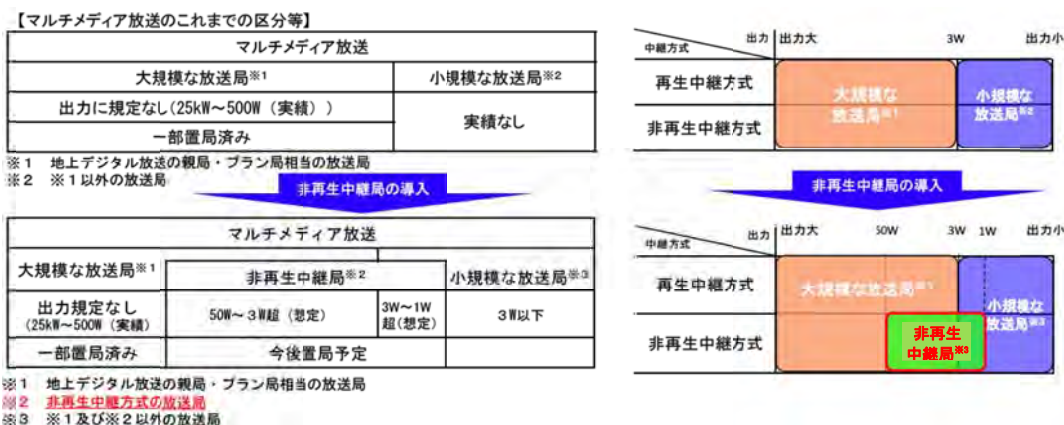 【マルチメディア放送のこれまでの区分等】
マルチメディア放送
大規模な放送局※1
小規模な放送局※2
出力に規定なし(25kW～500W（実績）)
実績なし
一部置局済み
※1　地上デジタル放送の親局・プラン局相当の放送局
※2　※1以外の放送局
非再生中継局の導入
マルチメディア放送
大規模な放送局※1
非再生中継局※2
小規模な放送局※3
出力規定なし
(25kW～500W（実績）
50W～3W超（想定）
3W～1W
超(想定)
3W以下
一部置局済み
今後置局予定
※1　地上デジタル放送の親局・プラン局相当の放送局
※2　非再生中継方式の放送局
※3　※1及び※2以外の放送局
出力
中継方式
出力大
3W
出力小
再生中継方式
非再生中継方式
大規模な
放送局※1
小規模な
放送局※2
非再生中継局の導入
出力
中継方式
出力大
50W
3W
1W
出力小
再生中継方式
非再生中継方式
大規模な放送局※1
小規模な
放送局※3
非再生
中継局※3